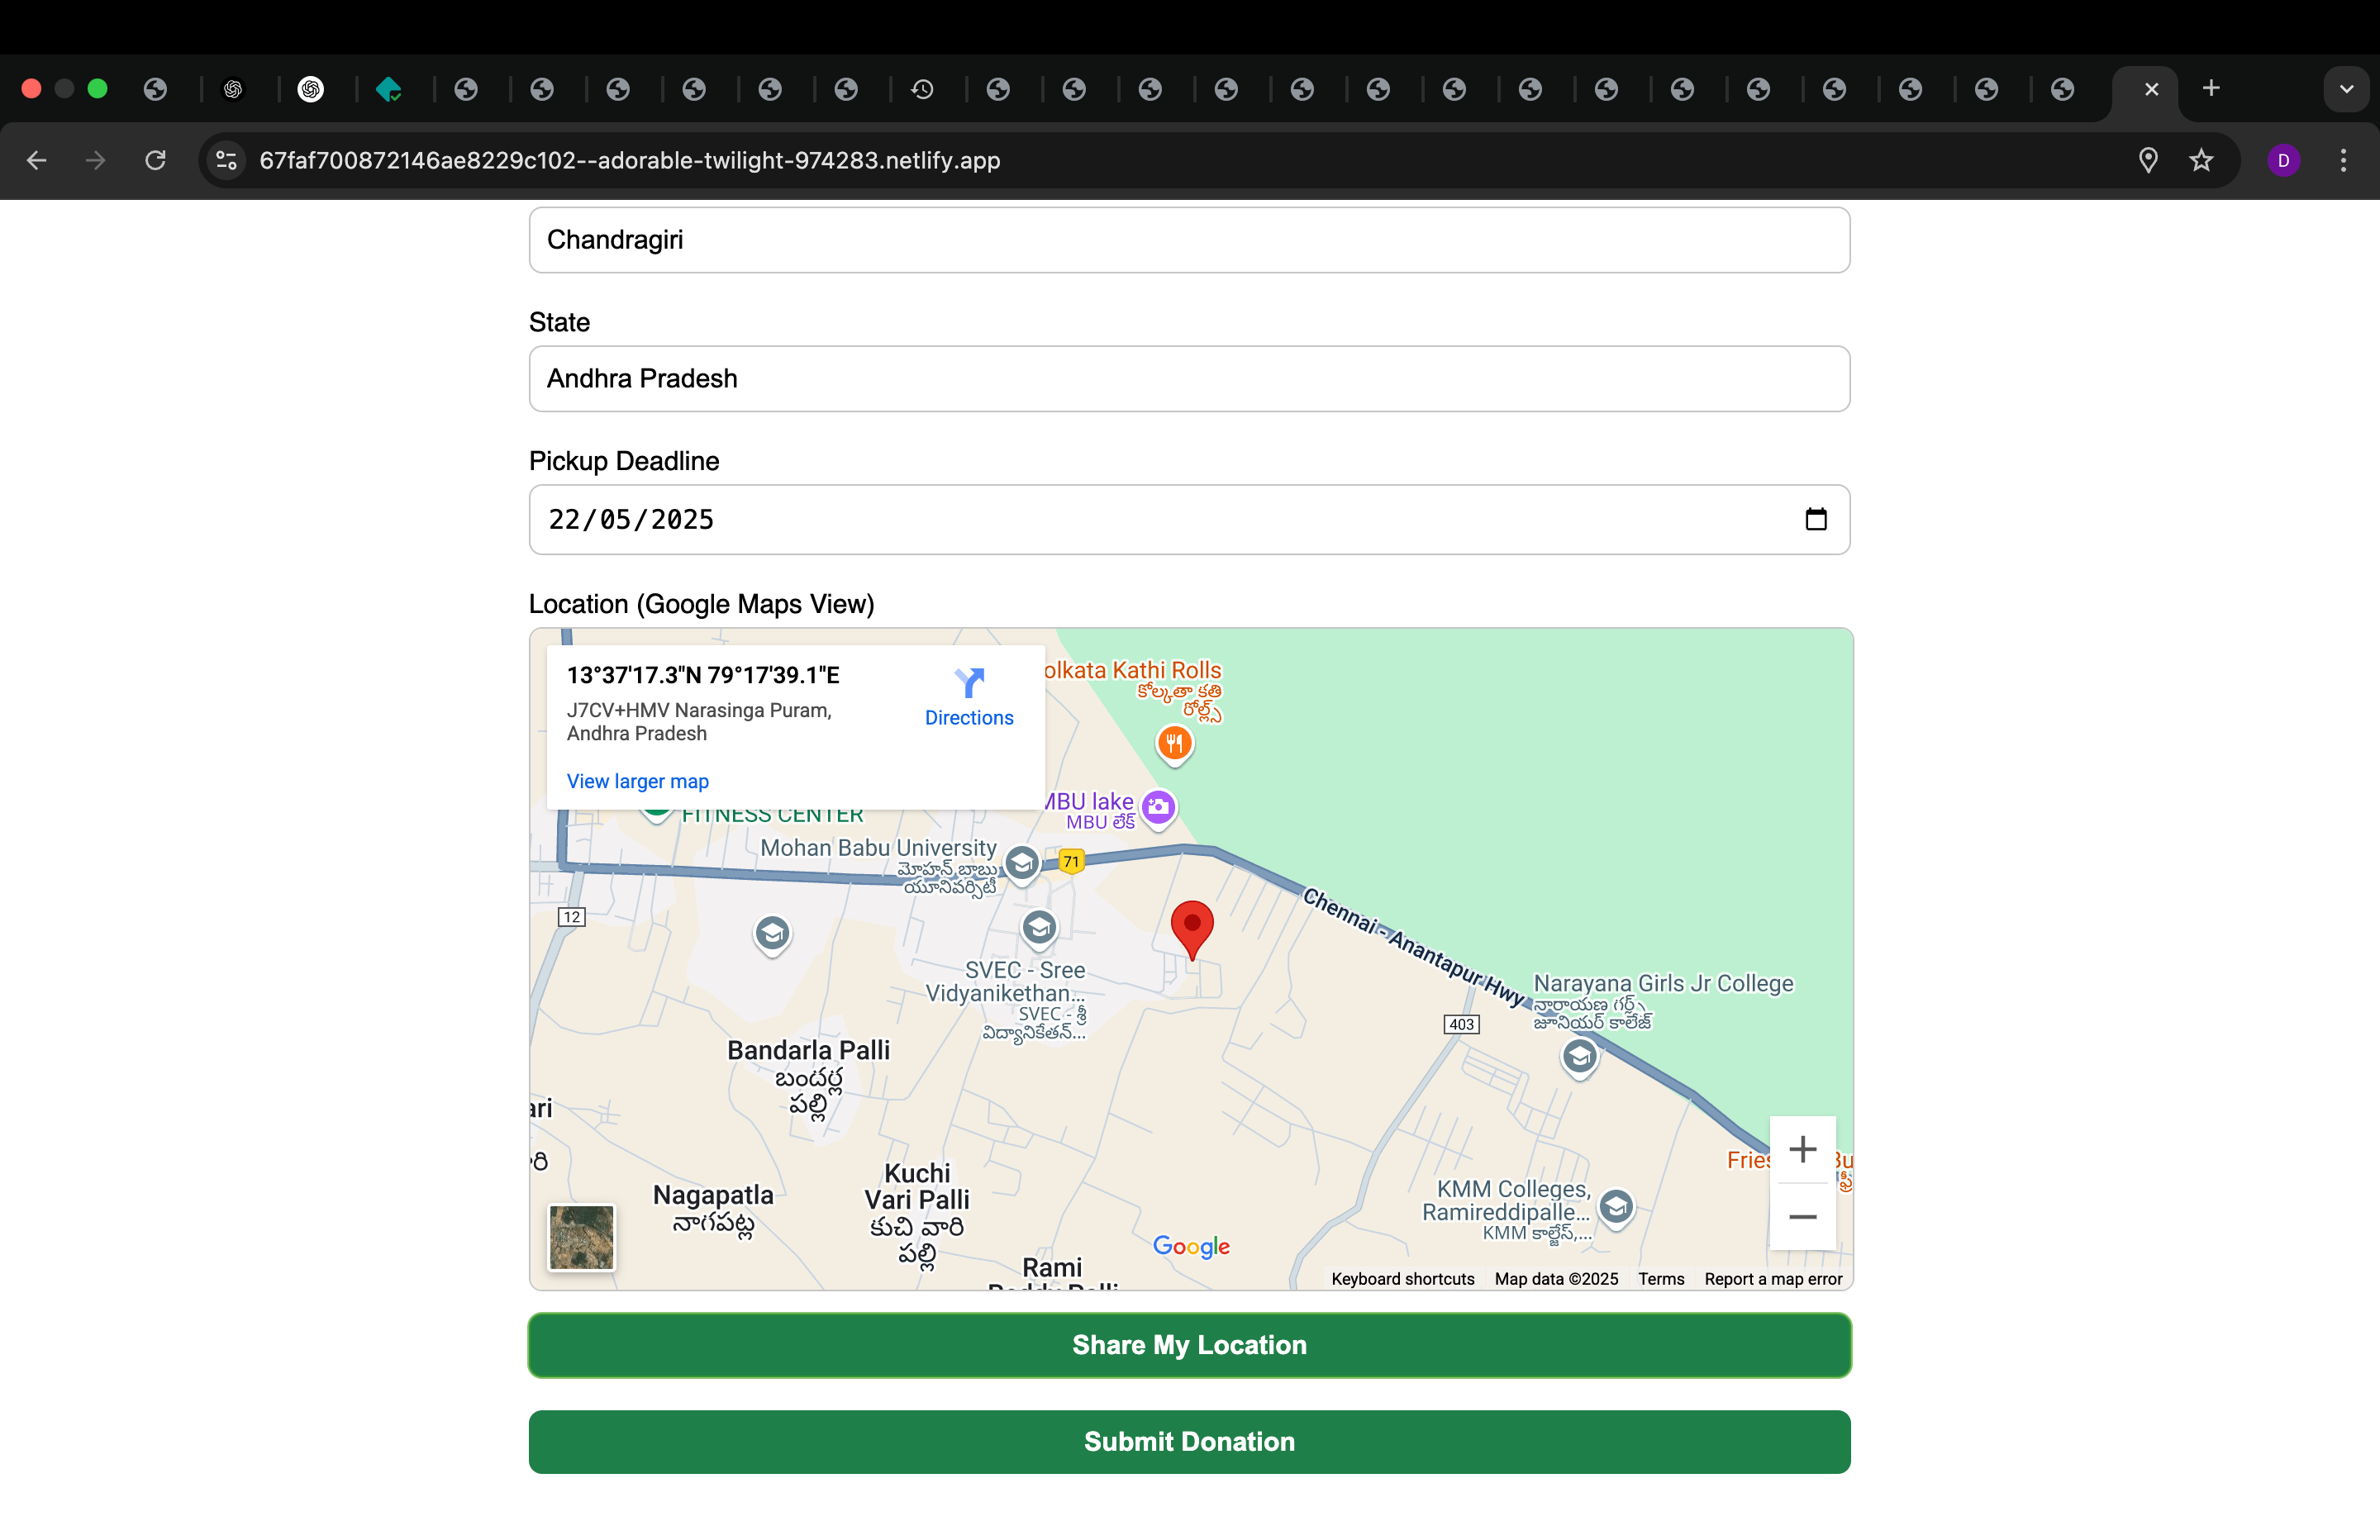 67faf700872146ae8229c102--adorable-twilight-974283.netlify.app
D
Chandragiri
State
Andhra Pradesh
Pickup Deadline
22/05/2025
Location (Google Maps View)
13°37'17.3"N 79°17'39.1"E
J7CV+HMV Narasinga Puram,
Andhra Pradesh
Directions
View larger map
olkata Kathi Rolls
కోల్కతా కతి
రోల్స్
FITNESS CENTER
MBU lake
MBU లేక్
Mohan Babu University
మోహన్ బాబు
యూనివర్సిటీ
71
12
SVEC - Sree
Vidyanikethan...
SVEC - శ్రీ
విద్యానికేతన్...
Chennai - Anantapur Hwy
Narayana Girls Jr College
నారాయణ గర్ల్స్
జూనియర్ కాలేజ్
403
Bandarla Palli
బందర్ల
పల్లి
ari
రి
Nagapatla
నాగపట్ల
Kuchi
Vari Palli
కుచి వారి
పల్లి
KMM Colleges,
Ramireddipalle...
KMM కాల్జేస్,...
Fries
Bu
ఫ్రీ
Rami
Reddy Palli
Google
Keyboard shortcuts
Map data ©2025
Terms
Report a map error
Share My Location
Submit Donation